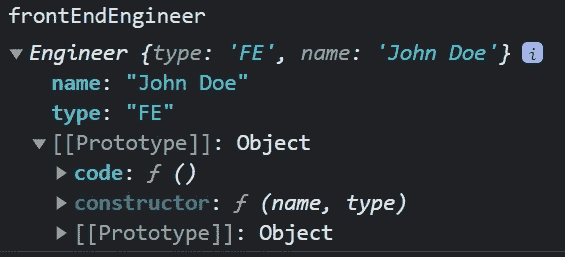 frontEndEngineer
▼ Engineer {type: 'FE', name: 'John Doe'} i
name: "John Doe"
type: "FE"
▼ [[Prototype]]: Object
▶ code: ƒ ()
▶ constructor: ƒ (name, type)
▶ [[Prototype]]: Object